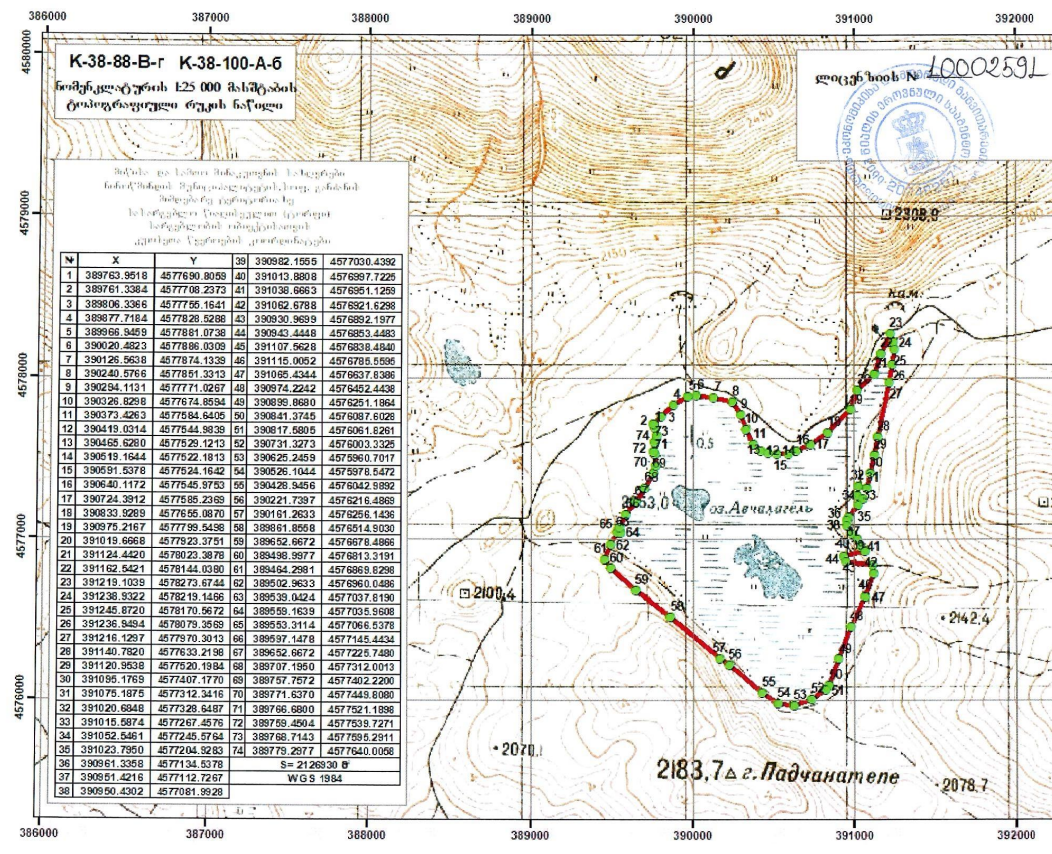 386000 387000 388000 389000 390000 391000 392000
4580000
4579000
4578000
4577000
4576000
К-38-88-В-г К-38-100-А-б
ნომენკლატურის 1:25 000 მასშტაბის
ტოპოგრაფიული რუკის ნაწილი
ლიცენზიის № 10002591
№ X Y
1 389763.9518 4577690.8059
2 389761.3384 4577708.2373
3 389806.3366 4577755.1641
4 389877.7184 4577828.5288
5 389966.9459 4577881.0738
6 390020.4823 4577886.0309
7 390126.5638 4577874.1339
8 390240.5766 4577851.3313
9 390294.1131 4577771.0267
10 390326.8298 4577674.8594
11 390373.4263 4577584.6405
12 390419.0314 4577544.9839
13 390465.6280 4577529.1213
14 390519.1644 4577522.1813
15 390591.5378 4577524.1642
16 390640.1172 4577545.9753
17 390724.3912 4577585.2369
18 390833.9289 4577655.0870
19 390975.2167 4577799.5498
20 391019.6668 4577923.3751
21 391124.4420 4578023.3878
22 391162.5421 4578144.0380
23 391219.1039 4578273.6744
24 391238.9322 4578219.1466
25 391245.8720 4578170.5672
26 391236.9494 4578079.3569
27 391216.1297 4577970.3013
28 391140.7820 4577633.2198
29 391120.9538 4577520.1984
30 391095.1769 4577407.1770
31 391075.1875 4577312.3416
32 391020.6848 4577328.6487
33 391015.5874 4577267.4576
34 391052.5461 4577245.5764
35 391023.7950 4577204.9283
36 390961.3358 4577134.5378
37 390951.4216 4577112.7267
38 390950.4302 4577081.9928
39 390982.1555 4577030.4392
40 391013.8808 4576997.7225
41 391038.6663 4576951.1259
42 391062.6788 4576921.6298
43 390930.9699 4576892.1977
44 390943.4448 4576853.4483
45 391107.5628 4576838.4840
46 391115.0052 4576785.5595
47 391065.4344 4576637.8386
48 390974.2242 4576452.4438
49 390899.8680 4576251.1864
50 390841.3745 4576087.6028
51 390817.5805 4576061.8261
52 390731.3273 4576003.3325
53 390625.2459 4575960.7017
54 390526.1044 4575978.5472
55 390428.9456 4576042.9892
56 390221.7397 4576216.4869
57 390161.2633 4576256.1436
58 389861.8558 4576514.9030
59 389652.6672 4576678.4866
60 389498.9977 4576813.3191
61 389464.2981 4576869.8298
62 389502.9633 4576960.0486
63 389539.0424 4577037.8190
64 389559.1639 4577035.9608
65 389553.3114 4577066.5378
66 389597.1478 4577145.4434
67 389652.6672 4577225.7480
68 389707.1950 4577312.0013
69 389757.7572 4577402.2200
70 389771.6370 4577449.8080
71 389766.6800 4577521.1898
72 389759.4504 4577539.7271
73 389768.7143 4577595.2911
74 389779.2977 4577640.0058
WGS 1984
2308,9
Кам.
0,5
оз. Авчалагель
2100,4
2142,4
2070,1
2183,7 г. Падчанатепе
2078,7
386000 387000 388000 389000 390000 391000 392000